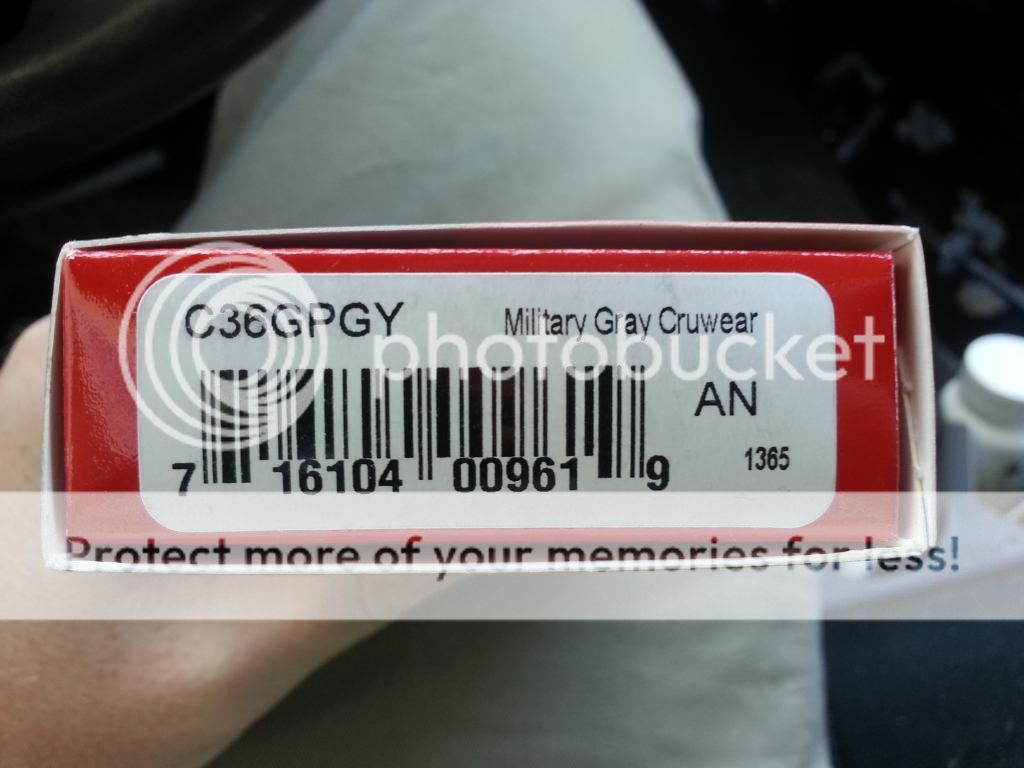 C36GPGY Military Gray Cruwear
photobucket
AN
1365
7 16104 00961 9
Protect more of your memories for less!